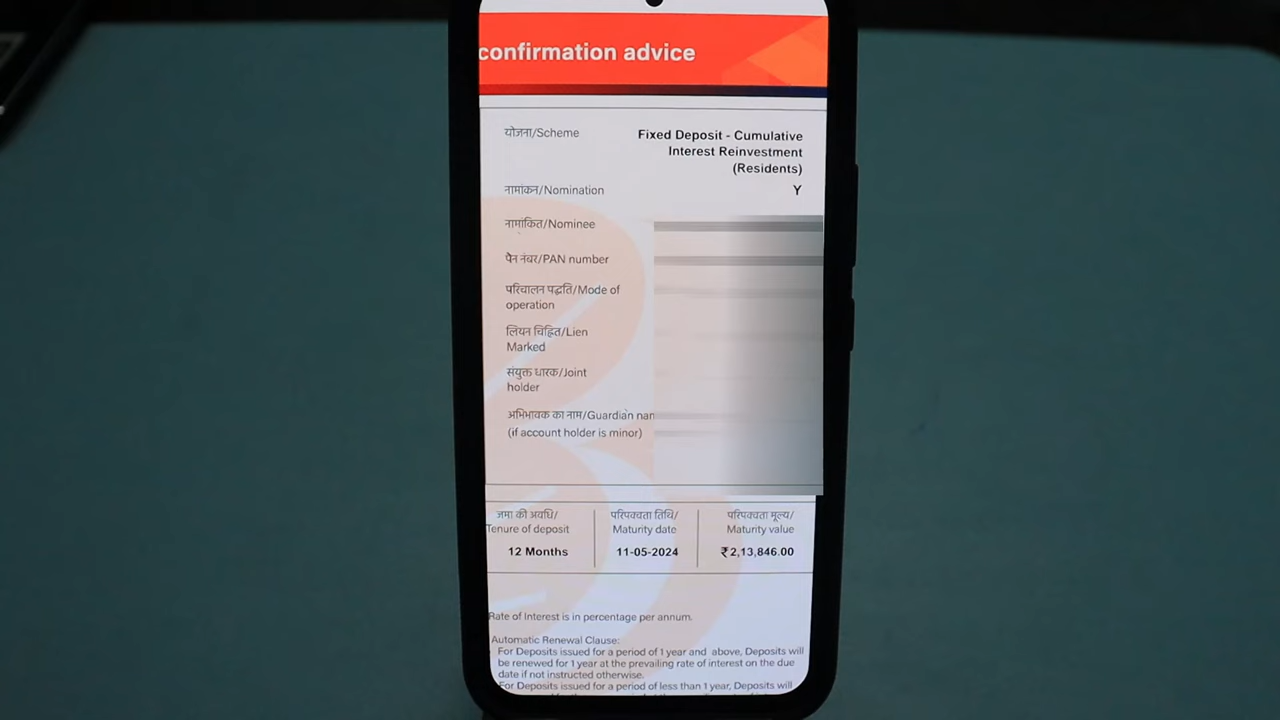 confirmation advice
योजना/Scheme
Fixed Deposit - Cumulative
Interest Reinvestment
(Residents)
नामांकन/Nomination
Y
नामांकित/Nominee
पैन नंबर/PAN number
परिचालन पद्धति/Mode of
operation
लियन चिह्नित/Lien
Marked
संयुक्त धारक/Joint
holder
अभिभावक का नाम/Guardian nar
(if account holder is minor)
जमा की अवधि/
Tenure of deposit
12 Months
परिपक्वता तिथि/
Maturity date
11-05-2024
परिपक्वता मूल्य/
Maturity value
₹2,13,846.00
Rate of Interest is in percentage per annum.
Automatic Renewal Clause:
For Deposits issued for a period of 1 year and above, Deposits will
be renewed for 1 year at the prevailing rate of interest on the due
date if not instructed otherwise.
For Deposits issued for a period of less than 1 year, Deposits will